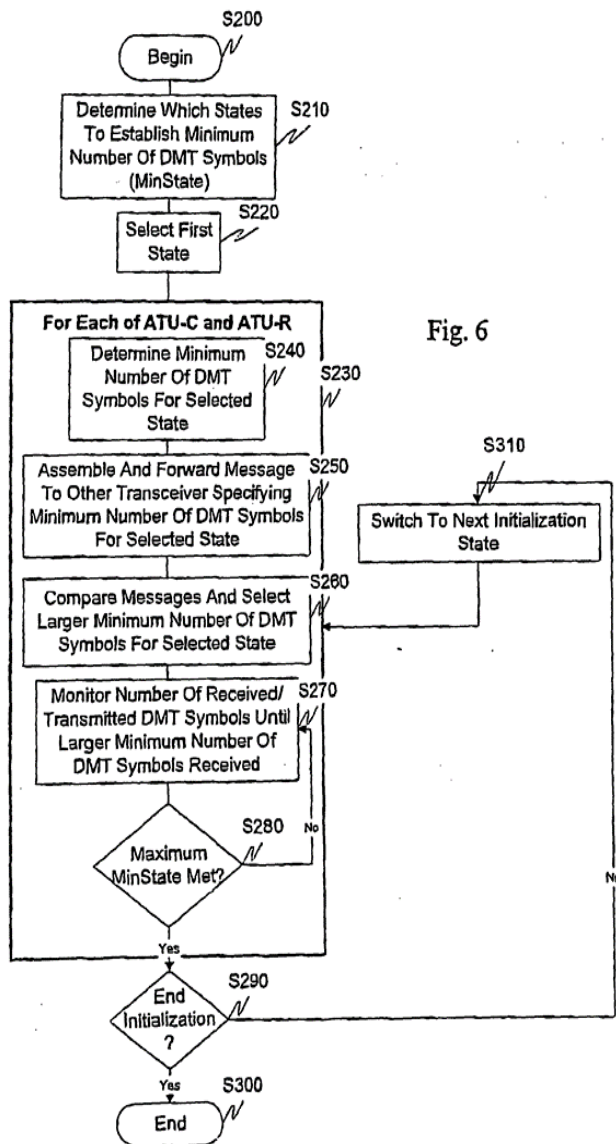 S200
Begin
S210
Determine Which States
To Establish Minimum
Number Of DMT Symbols
(MinState)
S220
Select First
State
For Each of ATU-C and ATU-R
Fig. 6
S240
Determine Minimum
Number Of DMT
Symbols For Selected
State
S230
S250
Assemble And Forward Message
To Other Transceiver Specifying
Minimum Number Of DMT Symbols
For Selected State
S310
Switch To Next Initialization
State
S260
Compare Messages And Select
Larger Minimum Number Of DMT
Symbols For Selected State
S270
Monitor Number Of Received/
Transmitted DMT Symbols Until
Larger Minimum Number Of
DMT Symbols Received
No
S280
Maximum
MinState Met?
No
Yes
S290
End
Initialization
?
Yes
S300
End